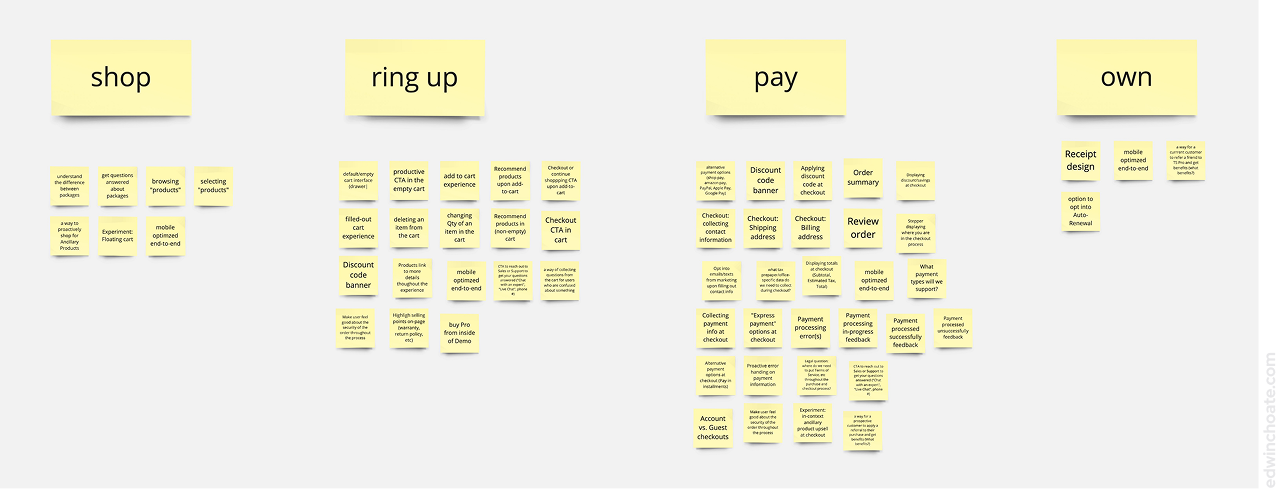 shop
ring up
pay
own
understand
the difference
between
packages
get questions
answered
about
packages
browsing
"products"
selecting
"products"
a way to
proactively
shop for
Ancillary
Products
Experiment:
Floating cart
mobile
optimzed
end-to-end
default/empty
cart interface
(drawer)
productive
CTA in the
empty cart
add to cart
experience
Recommend
products
upon add-
to-cart
Checkout or
continue
shoppping CTA
upon add-to-
cart
filled-out
cart
experience
deleting an
item from
the cart
changing
Qty of an
item in the
cart
Recommend
products in
(non-empty)
cart
Checkout
CTA in
cart
Discount
code
banner
Products link
to more
details
thoughout the
experience
mobile
optimzed
end-to-end
CTA to reach out to
Sales or Support to
get your questions
answered ("Chat
with an expert",
"Live Chat", phone
#)
a way of collecting
questions from
the cart for users
who are confused
about something
Make user feel
good about the
security of the
order throughout
the process
Highligh selling
points on-page
(warranty,
return policy,
etc)
buy Pro
from inside
of Demo
alternative
payment options
(shop pay,
amazon pay,
PayPal, Apple Pay,
Google Pay)
Discount
code
banner
Applying
discount
code at
checkout
Order
summary
Displaying
discount/savings
at checkout
Checkout:
collecting
contact
information
Checkout:
Shipping
address
Checkout:
Billing
address
Review
order
Stepper
displaying
where you are
in the checkout
process
Opt into
emails/texts
from marketing
upon filling-out
contact info
what tax
prepayer/office-
specific data do
we need to collect
during checkout?
Displaying totals
at checkout
(Subtotal,
Estimated Tax,
Total)
mobile
optimzed
end-to-end
What
payment
types will we
support?
Collecting
payment
info at
checkout
"Express
payment"
options at
checkout
Payment
processing
error(s)
Payment
processing
in-progress
feedback
Payment
processed
successfully
feedback
Payment
processed
unsuccessfully
feedback
Alternative
payment
options at
checkout (Pay in
installments)
Proactive error
handing on
payment
information
Legal question:
where do we need
to put Terms of
Service, etc
throughout the
purchase and
checkout process?
CTA to reach out to
Sales or Support to
get your questions
answered ("Chat
with an expert",
"Live Chat", phone
#)
Account
vs. Guest
checkouts
Make user feel
good about the
security of the
order throughout
the process
Experiment:
in-context
ancillary
product upsell
at checkout
a way for a
prospective
customer to apply a
referral to their
purchase and get
benefits (What
benefits?)
Receipt
design
mobile
optimzed
end-to-end
a way for a
current customer
to refer a friend to
TS Pro and get
benefits (what
benefits?)
option to
opt into
Auto-
Renewal
edwinchoate.com